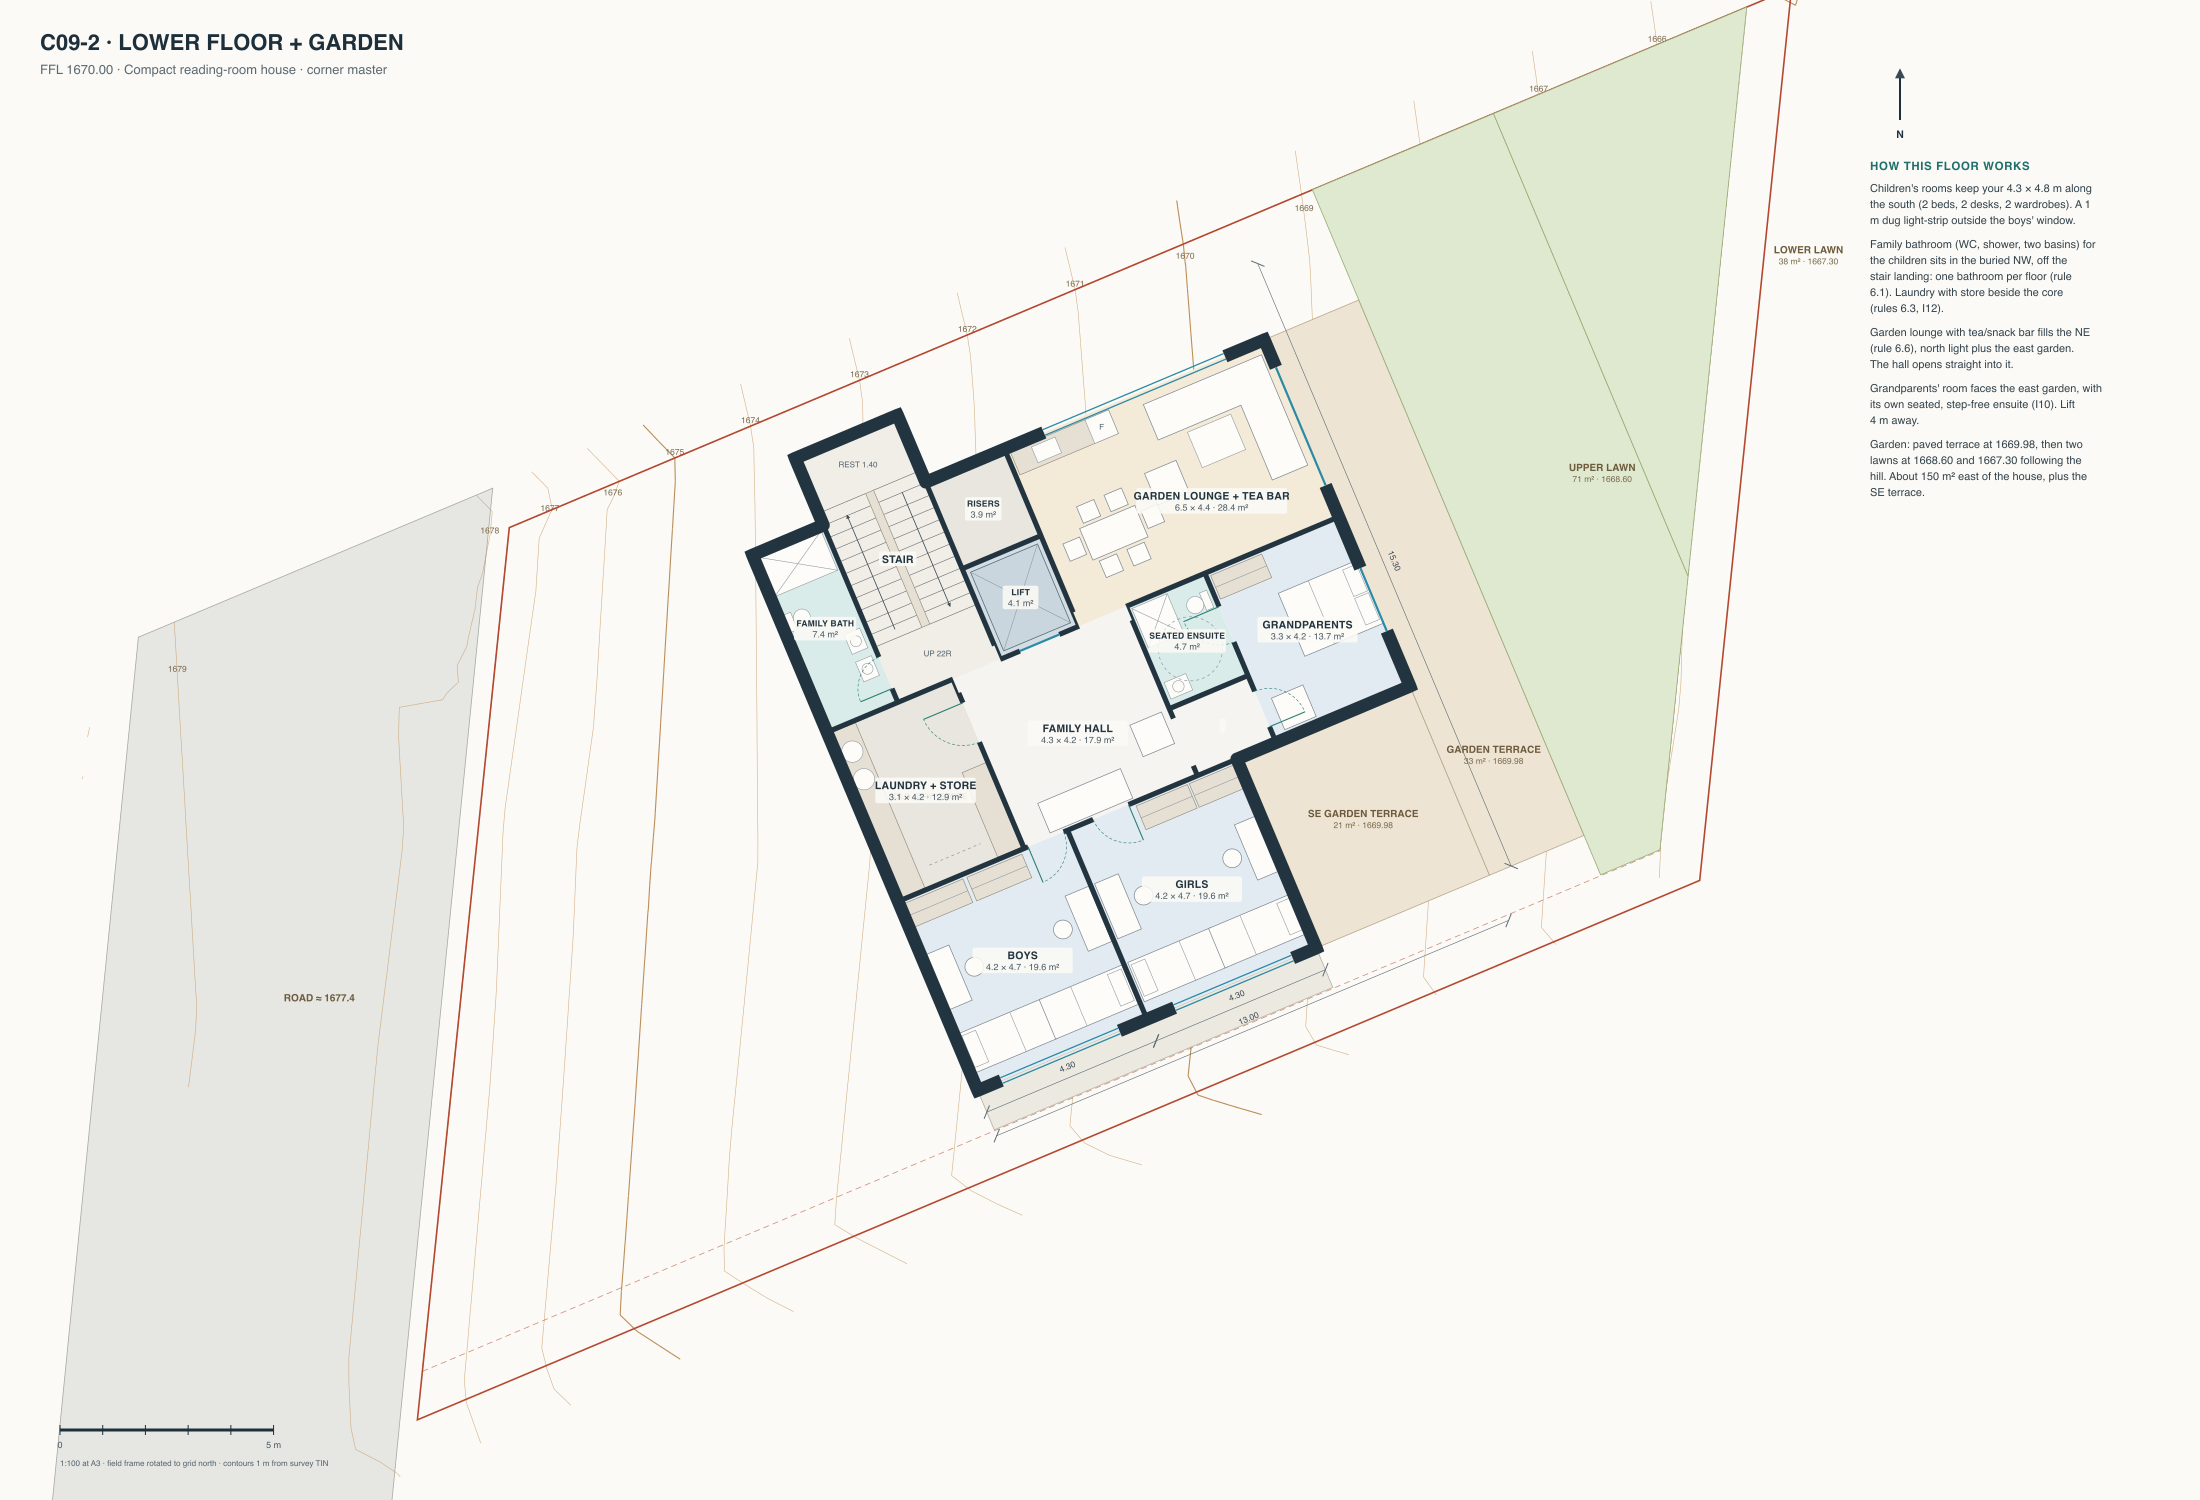 C09-2 · LOWER FLOOR + GARDEN
FFL 1670.00 · Compact reading-room house · corner master
N
HOW THIS FLOOR WORKS
Children's rooms keep your 4.3 × 4.8 m along
the south (2 beds, 2 desks, 2 wardrobes). A 1
m dug light-strip outside the boys' window.
Family bathroom (WC, shower, two basins) for
the children sits in the buried NW, off the
stair landing: one bathroom per floor (rule
6.1). Laundry with store beside the core
(rules 6.3, I12).
Garden lounge with tea/snack bar fills the NE
(rule 6.6), north light plus the east garden.
The hall opens straight into it.
Grandparents' room faces the east garden, with
its own seated, step-free ensuite (I10). Lift
4 m away.
Garden: paved terrace at 1669.98, then two
lawns at 1668.60 and 1667.30 following the
hill. About 150 m² east of the house, plus the
SE terrace.
1666
1667
1669
1670
1671
1672
1673
1674
1675
1676
1677
1678
1679
LOWER LAWN
38 m² · 1667.30
UPPER LAWN
71 m² · 1668.60
GARDEN TERRACE
33 m² · 1669.98
SE GARDEN TERRACE
21 m² · 1669.98
15.30
REST 1.40
RISERS
3.9 m²
F
GARDEN LOUNGE + TEA BAR
6.5 × 4.4 · 28.4 m²
STAIR
LIFT
4.1 m²
FAMILY BATH
7.4 m²
UP 22R
SEATED ENSUITE
4.7 m²
GRANDPARENTS
3.3 × 4.2 · 13.7 m²
FAMILY HALL
4.3 × 4.2 · 17.9 m²
LAUNDRY + STORE
3.1 × 4.2 · 12.9 m²
GIRLS
4.2 × 4.7 · 19.6 m²
BOYS
4.2 × 4.7 · 19.6 m²
4.30
4.30
13.00
ROAD ≈ 1677.4
0
5 m
1:100 at A3 · field frame rotated to grid north · contours 1 m from survey TIN